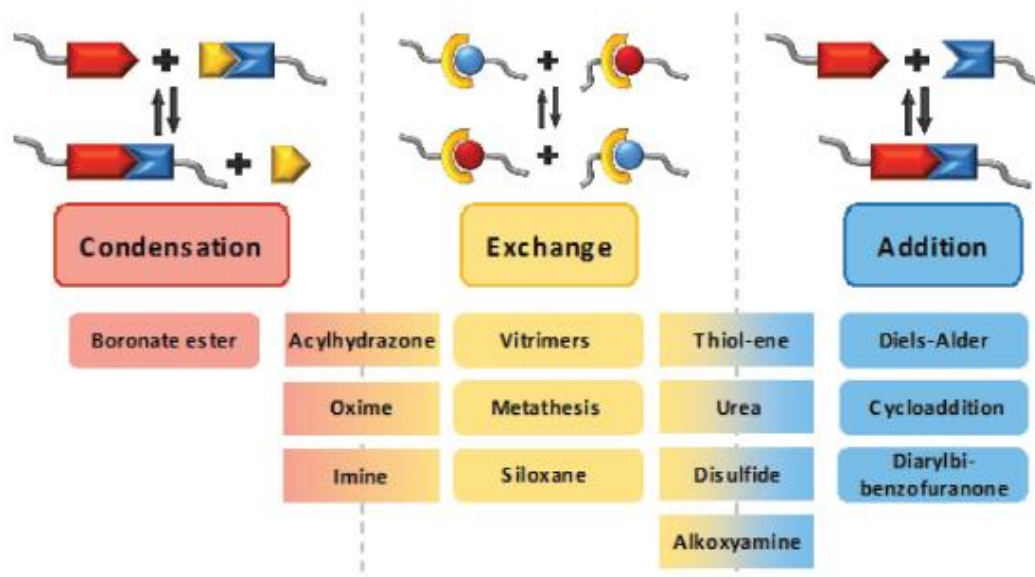 Condensation
Exchange
Addition
Boronate ester
Acylhydrazone
Vitrimers
Thiol-ene
Diels-Alder
Oxime
Metathesis
Urea
Cycloaddition
Imine
Siloxane
Disulfide
Diarylbi-
benzofuranone
Alkoxyamine